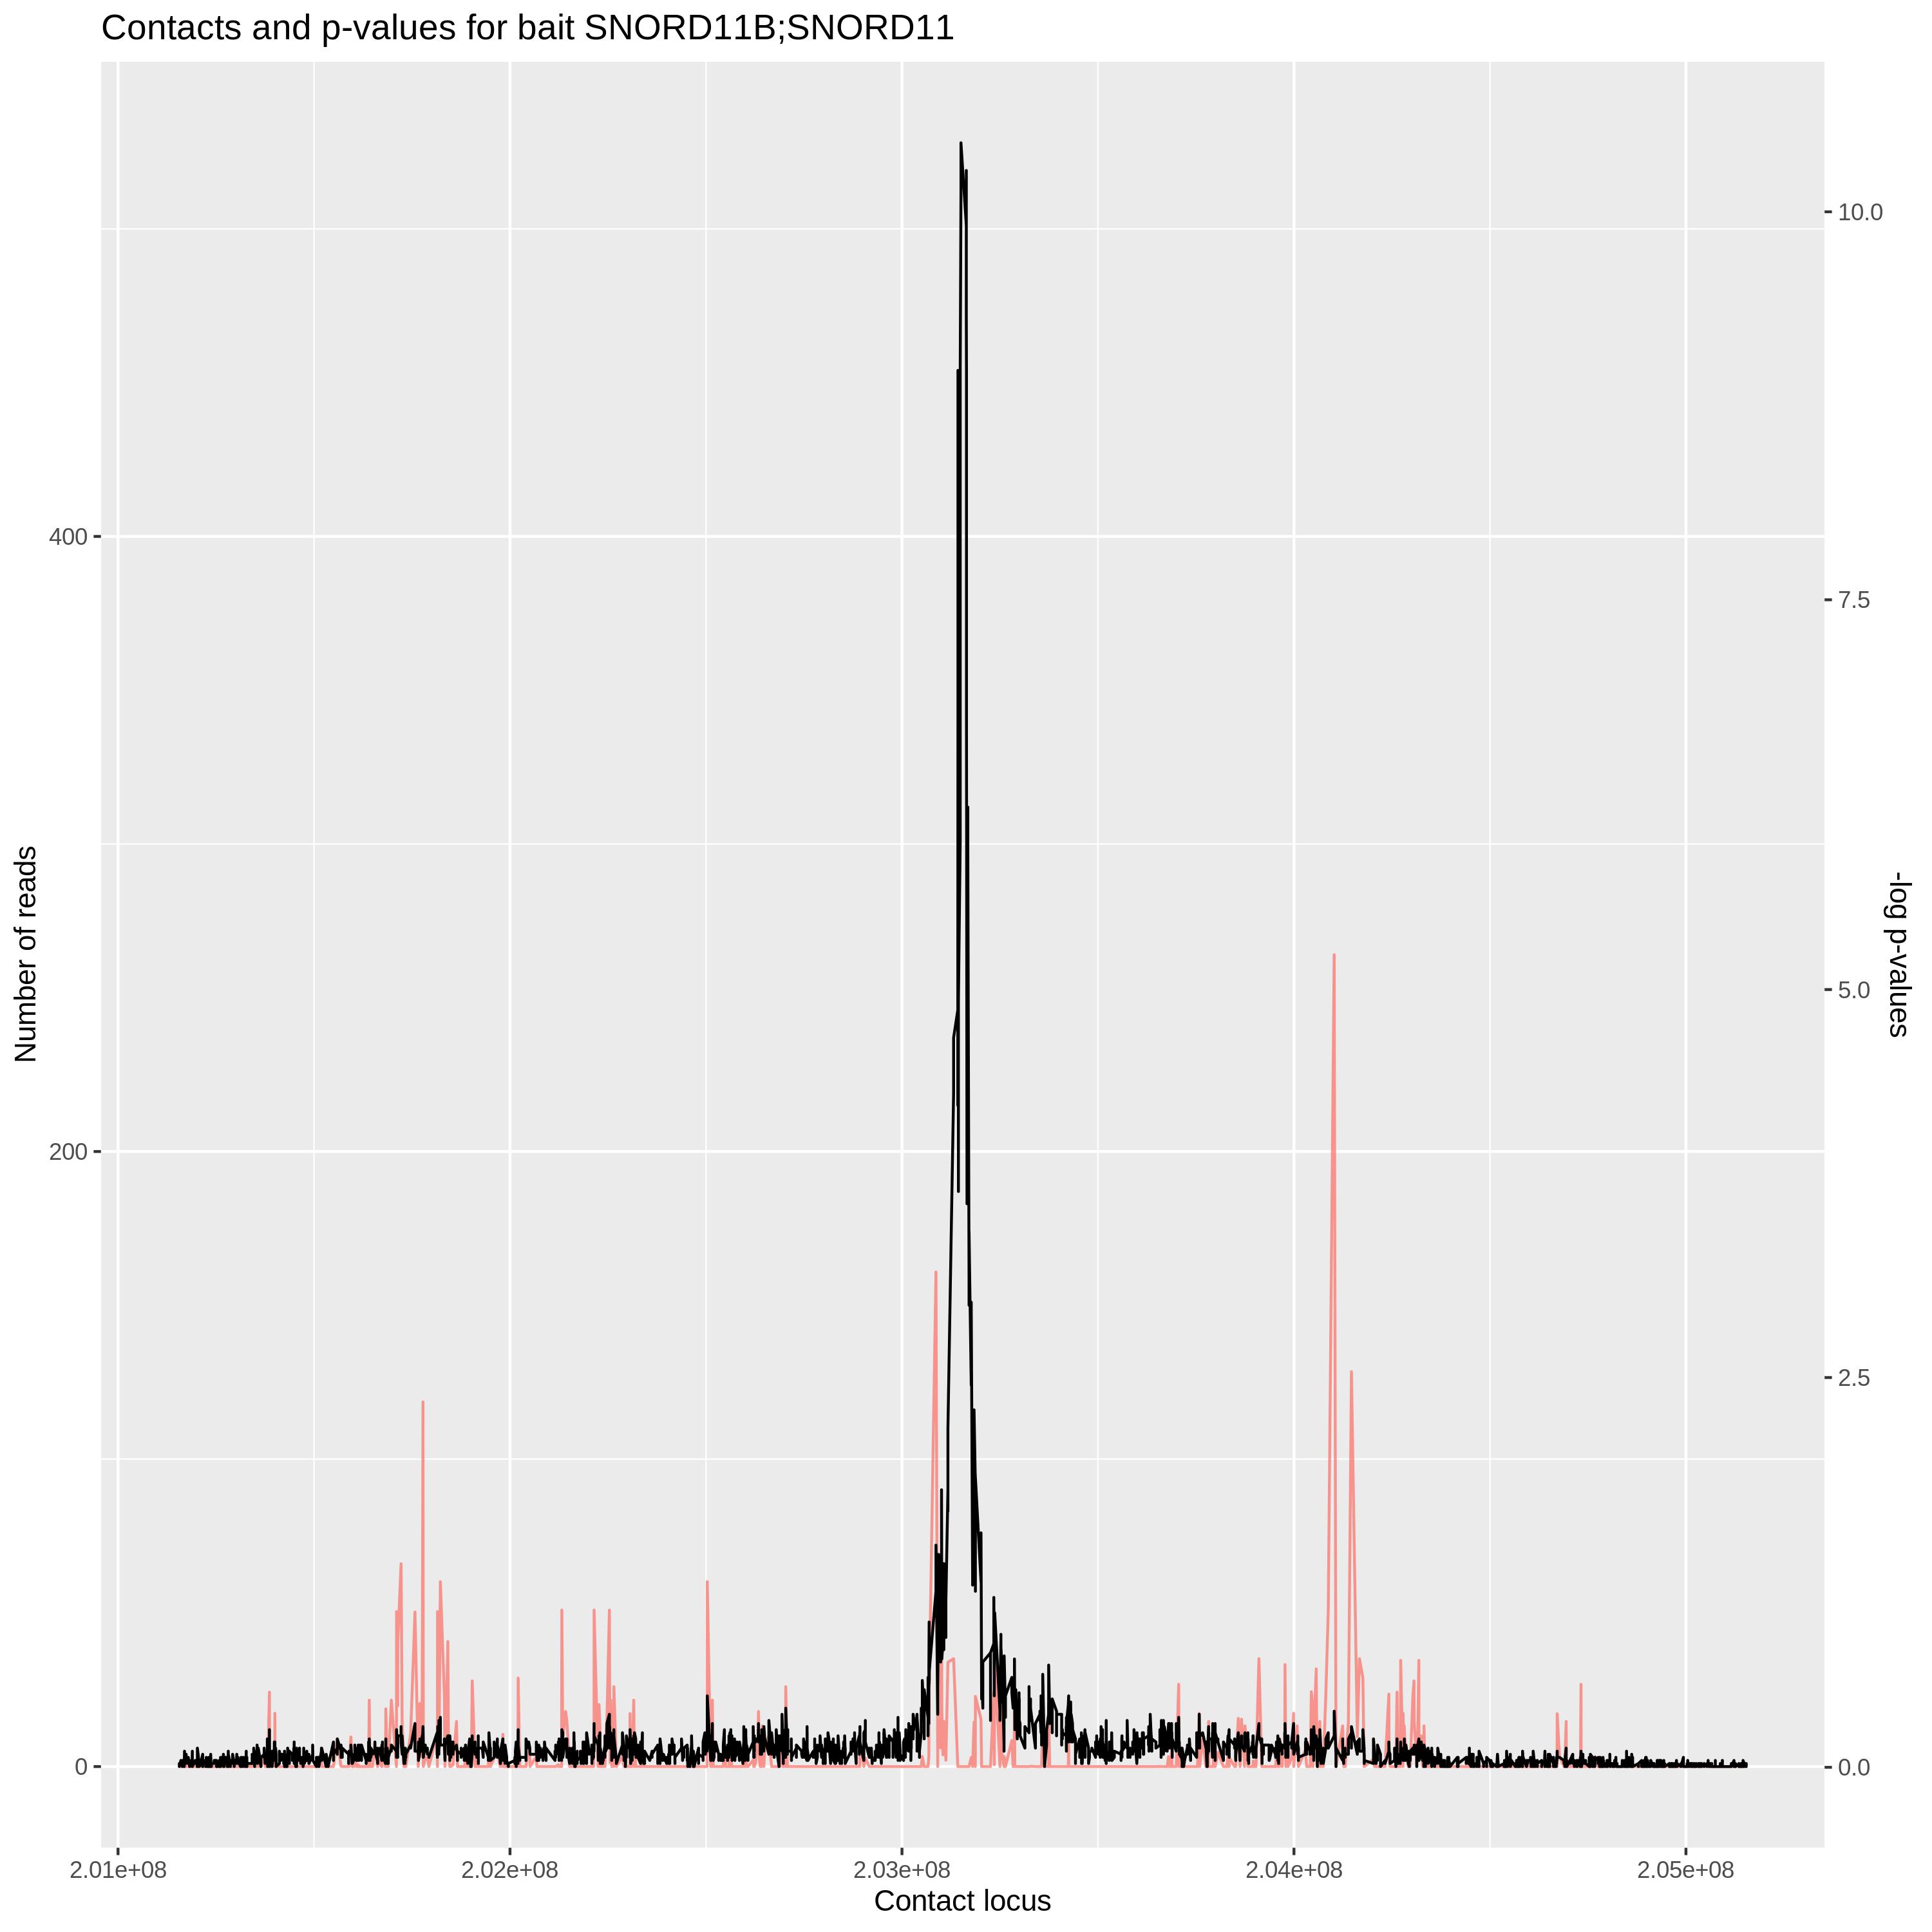 Contacts and p-values for bait SNORD11B;SNORD11
Number of reads
400
200
0
10.0
7.5
5.0
2.5
0.0
-log p-values
2.01e+08
2.02e+08
2.03e+08
2.04e+08
2.05e+08
Contact locus